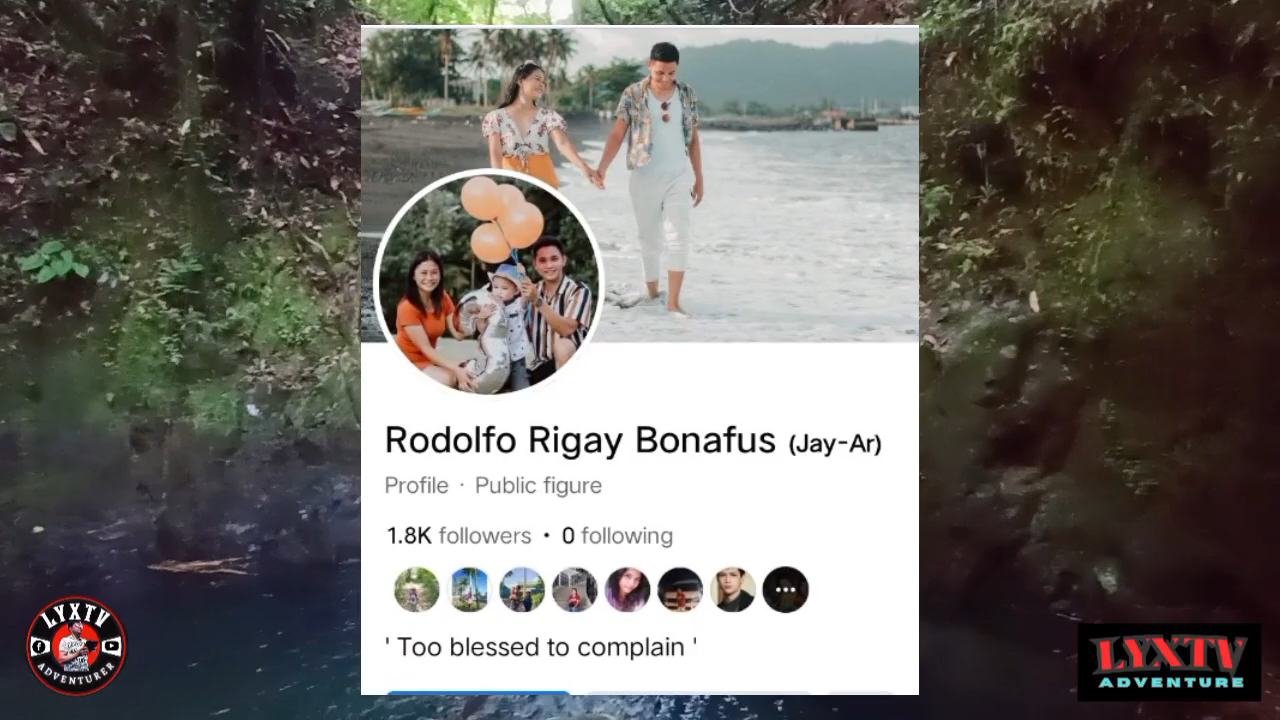 Rodolfo Rigay Bonafus (Jay-Ar)
Profile · Public figure
1.8K followers • 0 following
' Too blessed to complain '
LYXTV
ADVENTURER
LYXTV
ADVENTURE